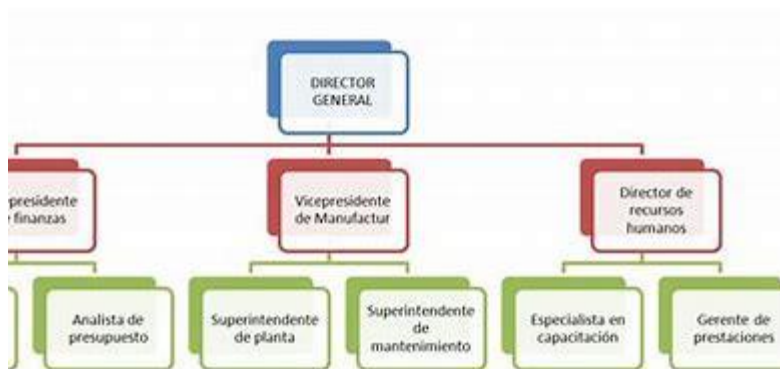 DIRECTOR
GENERAL
epresidente
finanzas
Vicepresidente
de Manufactur
Director de
recursos
humanos
Analista de
presupuesto
Superintendente
de planta
Superintendente
de
mantenimiento
Especialista en
capacitación
Gerente de
prestaciones